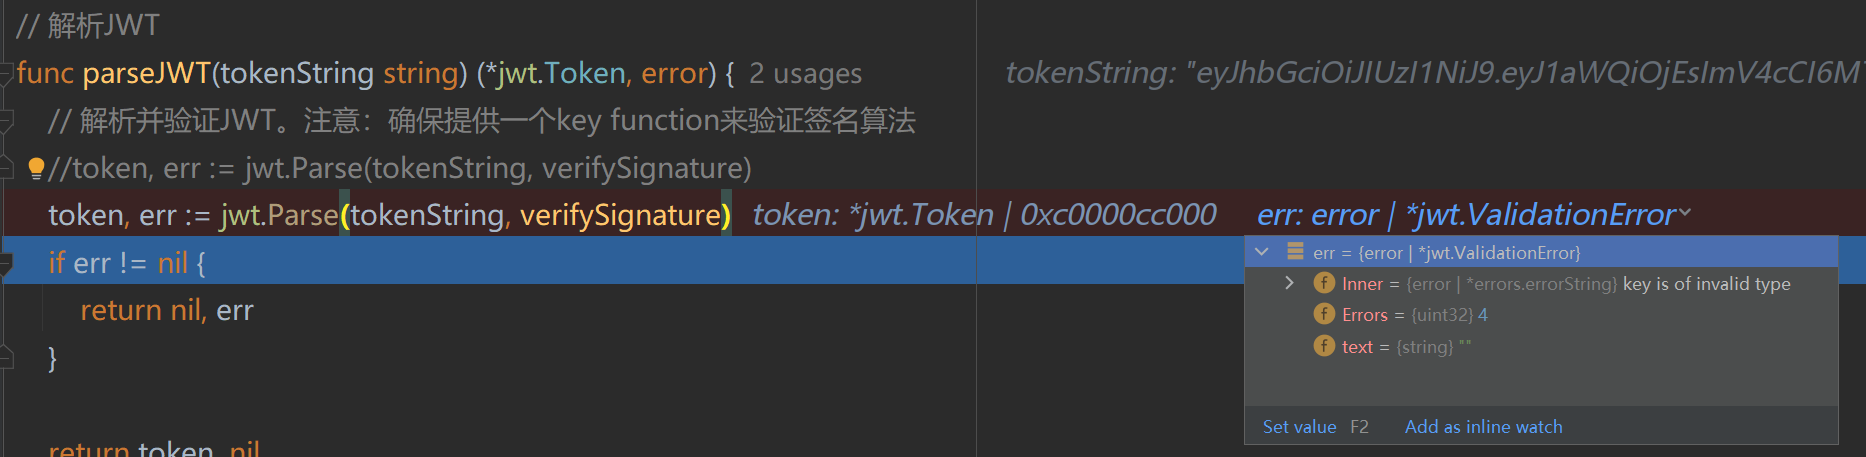 // 解析JWT
func parseJWT(tokenString string) (*jwt.Token, error) { 2 usages tokenString: "eyJhbGciOiJIUzI1NiJ9.eyJ1aWQiOjEsImV4cCI6M
// 解析并验证JWT。注意：确保提供一个key function来验证签名算法
//token, err := jwt.Parse(tokenString, verifySignature)
token, err := jwt.Parse(tokenString, verifySignature) token: *jwt.Token | 0xc0000cc000 err: error | *jwt.ValidationError
if err != nil {
err = {error | *jwt.ValidationError}
Inner = {error | *errors.errorString} key is of invalid type
return nil, err
Errors = {uint32} 4
text = {string} ""
}
Set value F2 Add as inline watch
return token, nil